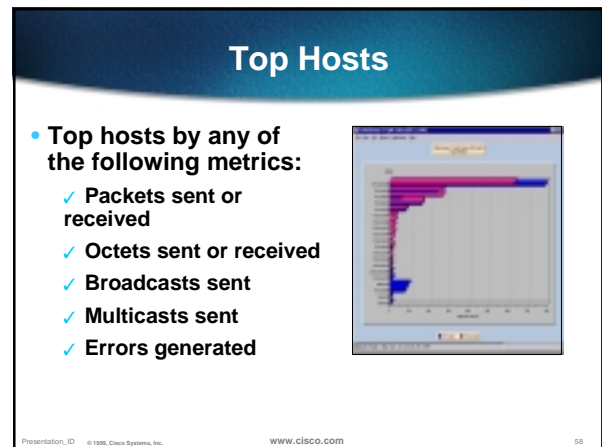 Top Hosts
• Top hosts by any of
the following metrics:
✓ Packets sent or
received
✓ Octets sent or received
✓ Broadcasts sent
✓ Multicasts sent
✓ Errors generated
Presentation_ID © 1999, Cisco Systems, Inc. www.cisco.com 58